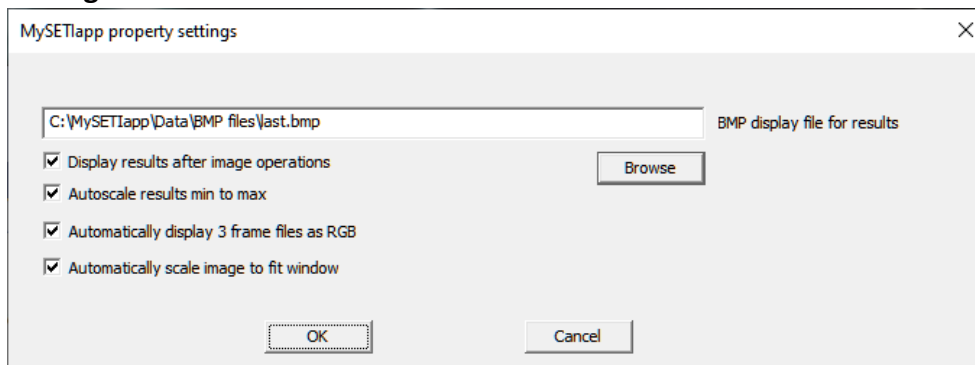 MySETIapp property settings
C:\MySETIapp\Data\BMP files\last.bmp
BMP display file for results
Display results after image operations
Browse
Autoscale results min to max
Automatically display 3 frame files as RGB
Automatically scale image to fit window
OK
Cancel